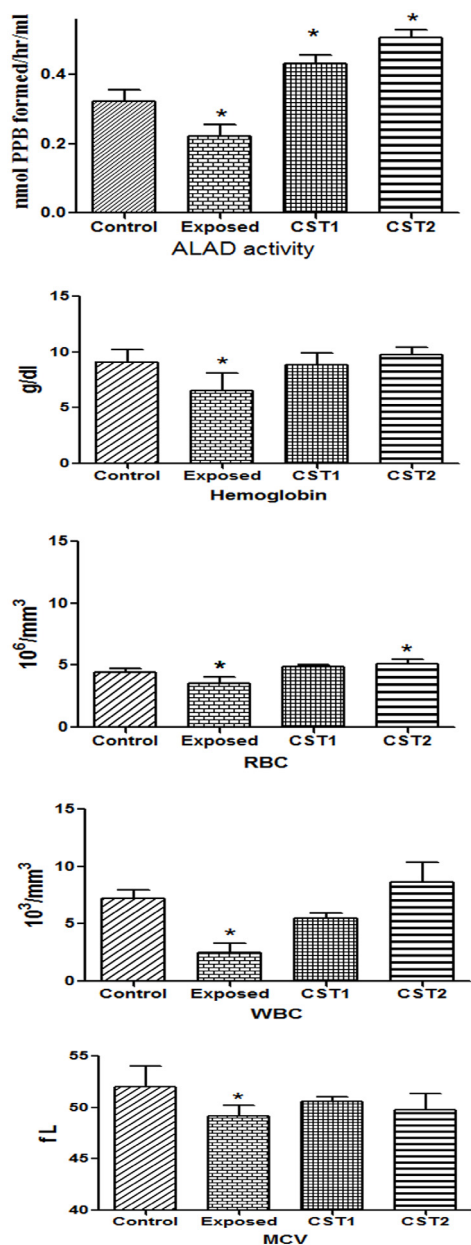 nmol PPB formed/hr/ml
0.4
0.2
0.0
* * * 
Control Exposed CST1 CST2
ALAD activity
g/dl
15
10
5
0
*
Control Exposed CST1 CST2
Hemoglobin
10⁶/mm³
15
10
5
0
* *
Control Exposed CST1 CST2
RBC
10³/mm³
15
10
5
0
*
Control Exposed CST1 CST2
WBC
fL
55
50
45
40
*
Control Exposed CST1 CST2
MCV